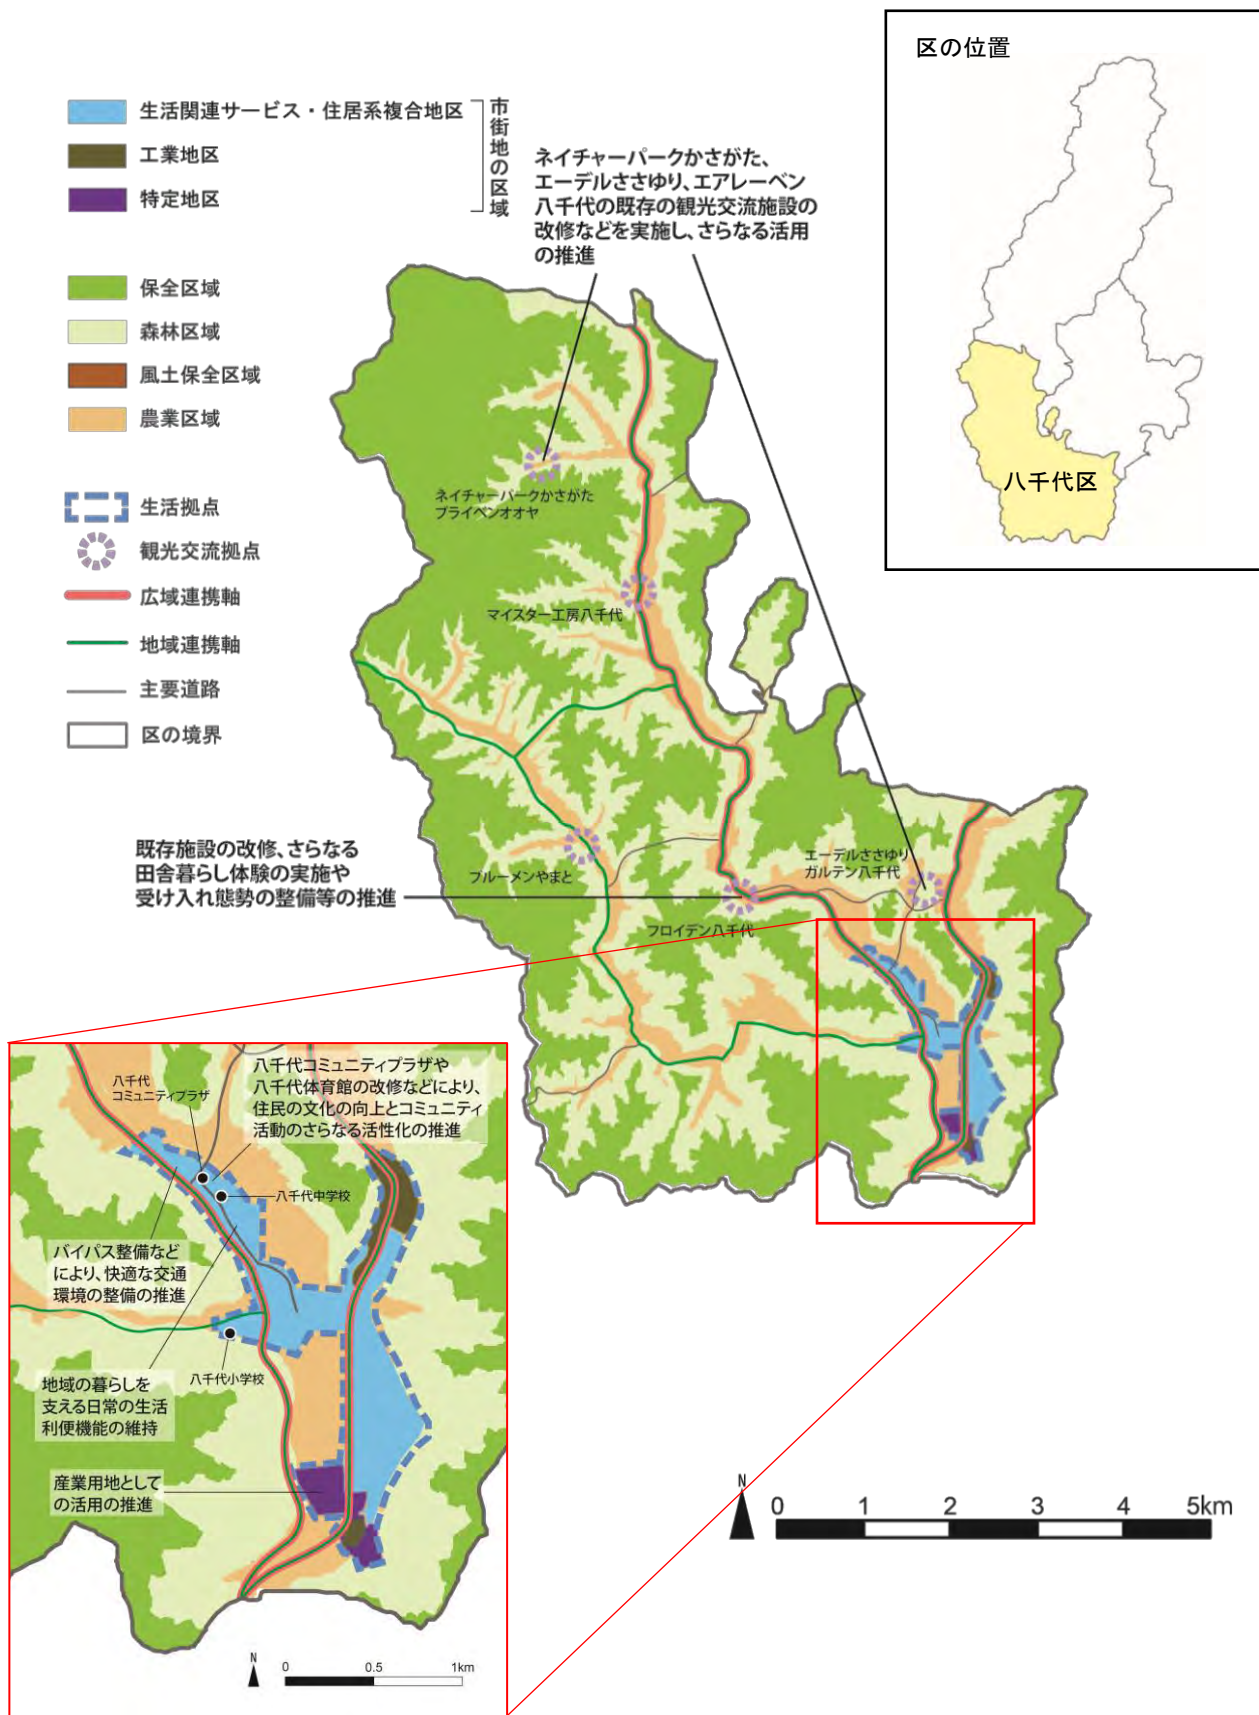 区の位置
八千代区
生活関連サービス・住居系複合地区
工業地区
特定地区
市街地の区域
保全区域
森林区域
風土保全区域
農業区域
生活拠点
観光交流拠点
広域連携軸
地域連携軸
主要道路
区の境界
ネイチャーパークかさがた、
エーデルささゆり、エアレーベン
八千代の既存の観光交流施設の
改修などを実施し、さらなる活用
の推進
ネイチャーパークかさがた
ブライベンオオヤ
マイスター工房八千代
既存施設の改修、さらなる
田舎暮らし体験の実施や
受け入れ態勢の整備等の推進
ブルーメンやまと
エーデルささゆり
ガルテン八千代
フロイデン八千代
八千代
コミュニティプラザ
八千代コミュニティプラザや
八千代体育館の改修などにより、
住民の文化の向上とコミュニティ
活動のさらなる活性化の推進
八千代中学校
バイパス整備など
により、快適な交通
環境の整備の推進
八千代小学校
地域の暮らしを
支える日常の生活
利便機能の維持
産業用地として
の活用の推進
N
0 0.5 1km
N
0 1 2 3 4 5km